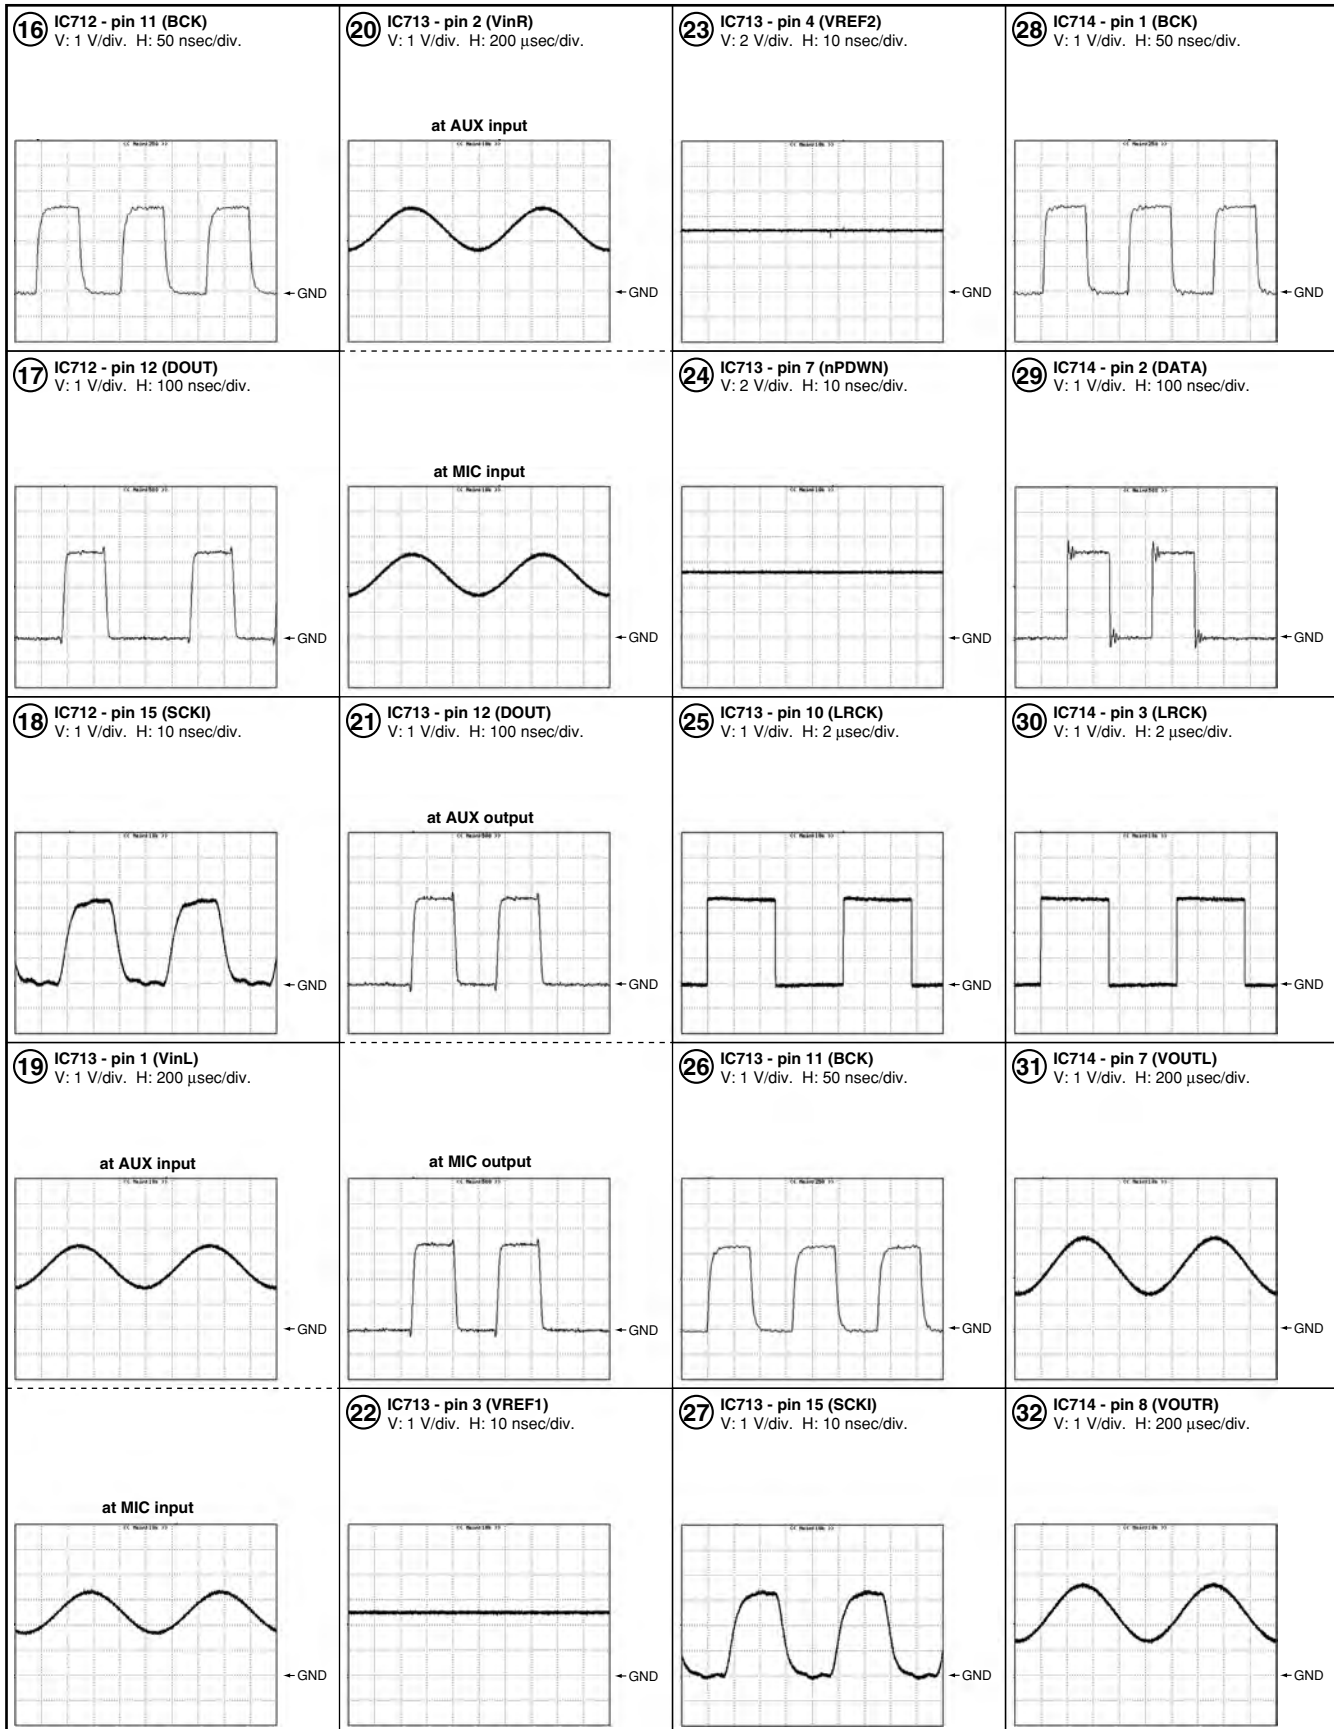 16 IC712 - pin 11 (BCK)
V: 1 V/div. H: 50 nsec/div.
←GND
17 IC712 - pin 12 (DOUT)
V: 1 V/div. H: 100 nsec/div.
←GND
18 IC712 - pin 15 (SCKI)
V: 1 V/div. H: 10 nsec/div.
←GND
19 IC713 - pin 1 (VinL)
V: 1 V/div. H: 200 µsec/div.
at AUX input
←GND
at MIC input
←GND
20 IC713 - pin 2 (VinR)
V: 1 V/div. H: 200 µsec/div.
at AUX input
←GND
at MIC input
←GND
21 IC713 - pin 12 (DOUT)
V: 1 V/div. H: 100 nsec/div.
at AUX output
←GND
at MIC output
←GND
22 IC713 - pin 3 (VREF1)
V: 1 V/div. H: 10 nsec/div.
←GND
23 IC713 - pin 4 (VREF2)
V: 2 V/div. H: 10 nsec/div.
←GND
24 IC713 - pin 7 (nPDWN)
V: 2 V/div. H: 10 nsec/div.
←GND
25 IC713 - pin 10 (LRCK)
V: 1 V/div. H: 2 µsec/div.
←GND
26 IC713 - pin 11 (BCK)
V: 1 V/div. H: 50 nsec/div.
←GND
27 IC713 - pin 15 (SCKI)
V: 1 V/div. H: 10 nsec/div.
←GND
28 IC714 - pin 1 (BCK)
V: 1 V/div. H: 50 nsec/div.
←GND
29 IC714 - pin 2 (DATA)
V: 1 V/div. H: 100 nsec/div.
←GND
30 IC714 - pin 3 (LRCK)
V: 1 V/div. H: 2 µsec/div.
←GND
31 IC714 - pin 7 (VOUTL)
V: 1 V/div. H: 200 µsec/div.
←GND
32 IC714 - pin 8 (VOUTR)
V: 1 V/div. H: 200 µsec/div.
←GND